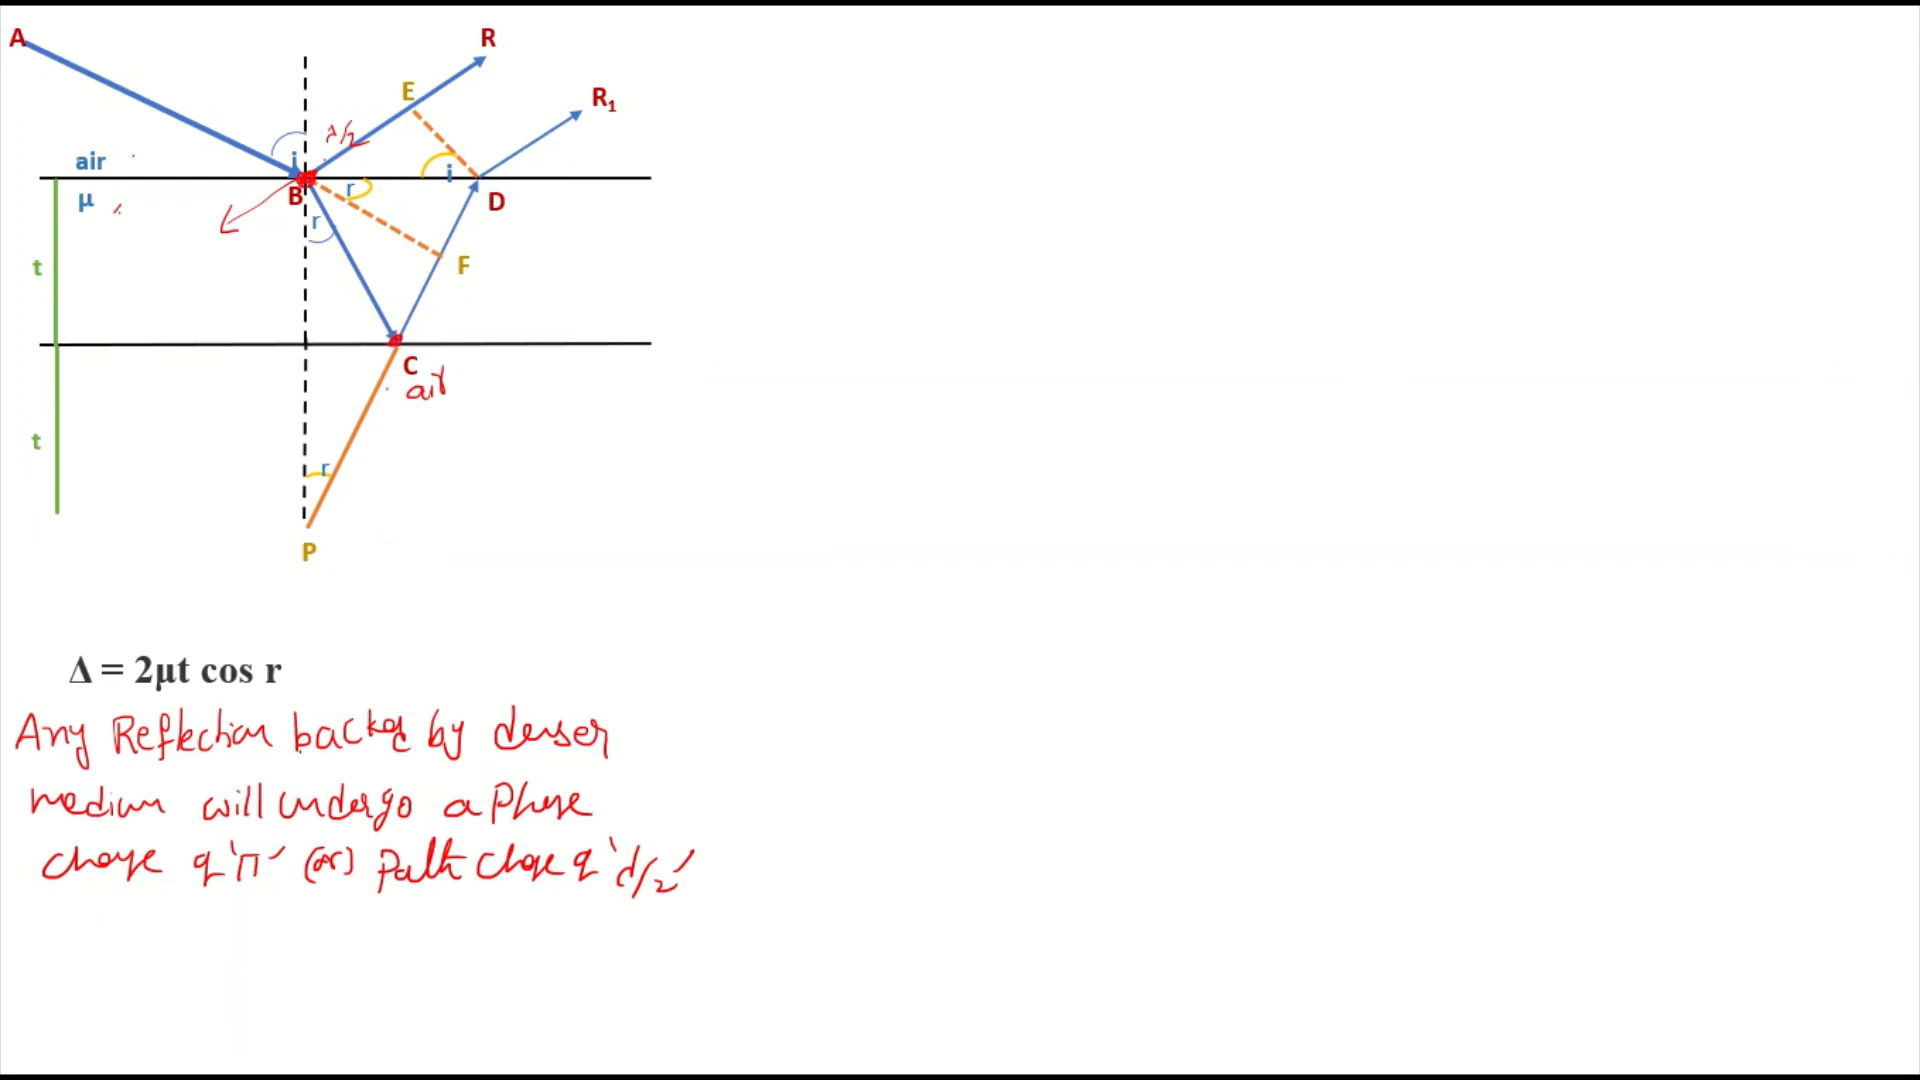 A
R
E
R₁
λ/2
air
i
i
μ
B
r
D
r
F
t
C
air
t
r
P
Δ = 2μt cos r
Any Reflection backed by denser
medium will undergo a Phase
change of 'π' (or) Path change of 'λ/2'